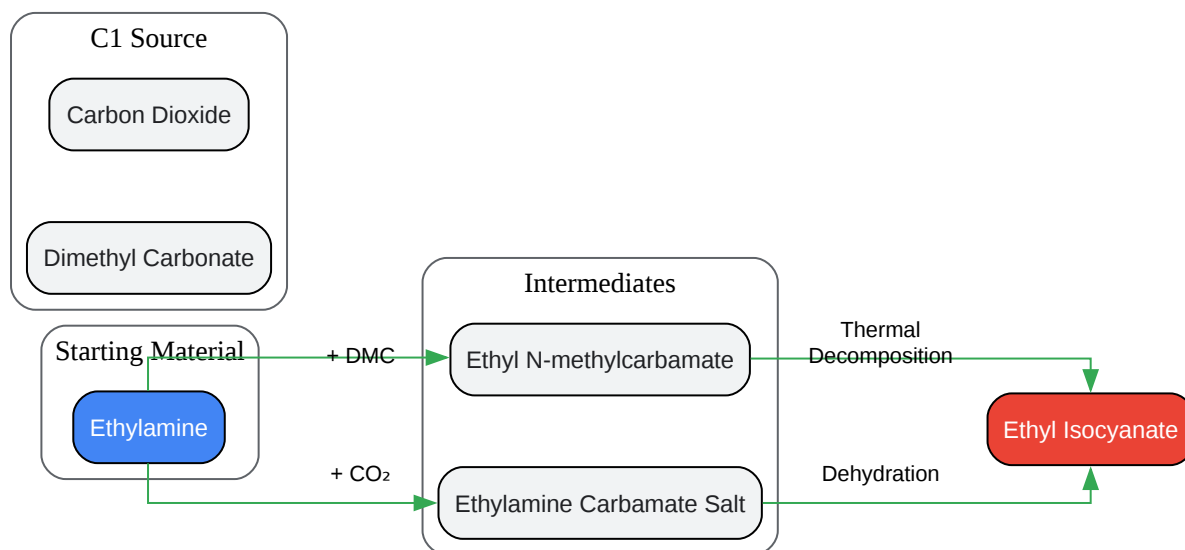 C1 Source
Carbon Dioxide
Dimethyl Carbonate
Starting Material
Ethylamine
+ DMC
+ CO₂
Intermediates
Ethyl N-methylcarbamate
Ethylamine Carbamate Salt
Thermal
Decomposition
Dehydration
Ethyl Isocyanate